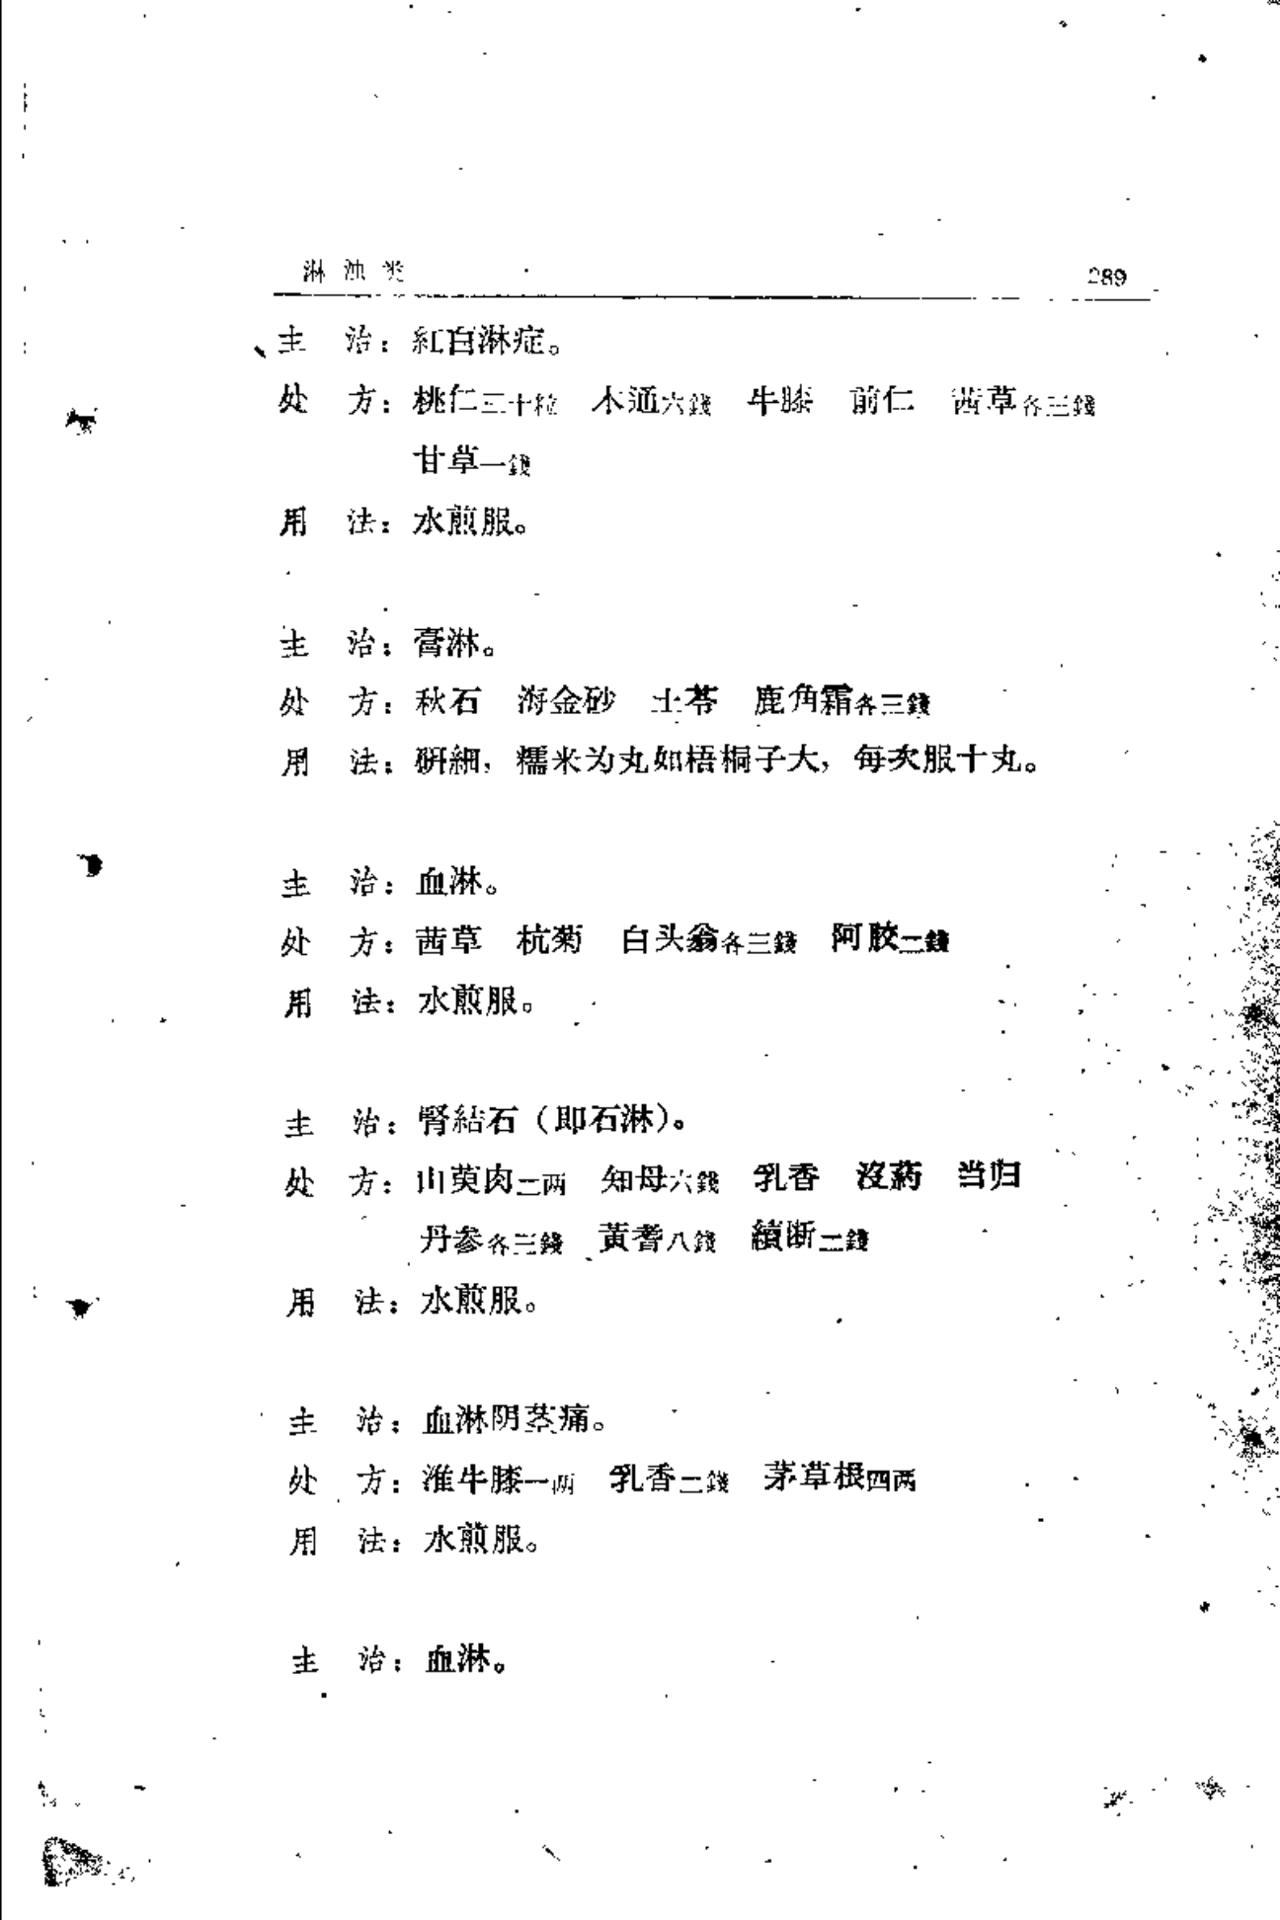 淋浊类 289
主 治：紅白淋症。
处 方：桃仁三十粒 木通六錢 牛膝 前仁 茜草各三錢
甘草一錢
用 法：水煎服。
主 治：膏淋。
处 方：秋石 海金砂 土苓 鹿角霜各三錢
用 法：硏細，糯米为丸如梧桐子大，每次服十丸。
主 治：血淋。
处 方：茜草 杭菊 白头翁各三錢 阿胶二錢
用 法：水煎服。
主 治：腎結石（即石淋）。
处 方：山萸肉二两 知母六錢 乳香 沒葯 当归
丹参各三錢 黃耆八錢 續断二錢
用 法：水煎服。
主 治：血淋阴茎痛。
处 方：淮牛膝一两 乳香二錢 茅草根四两
用 法：水煎服。
主 治：血淋。